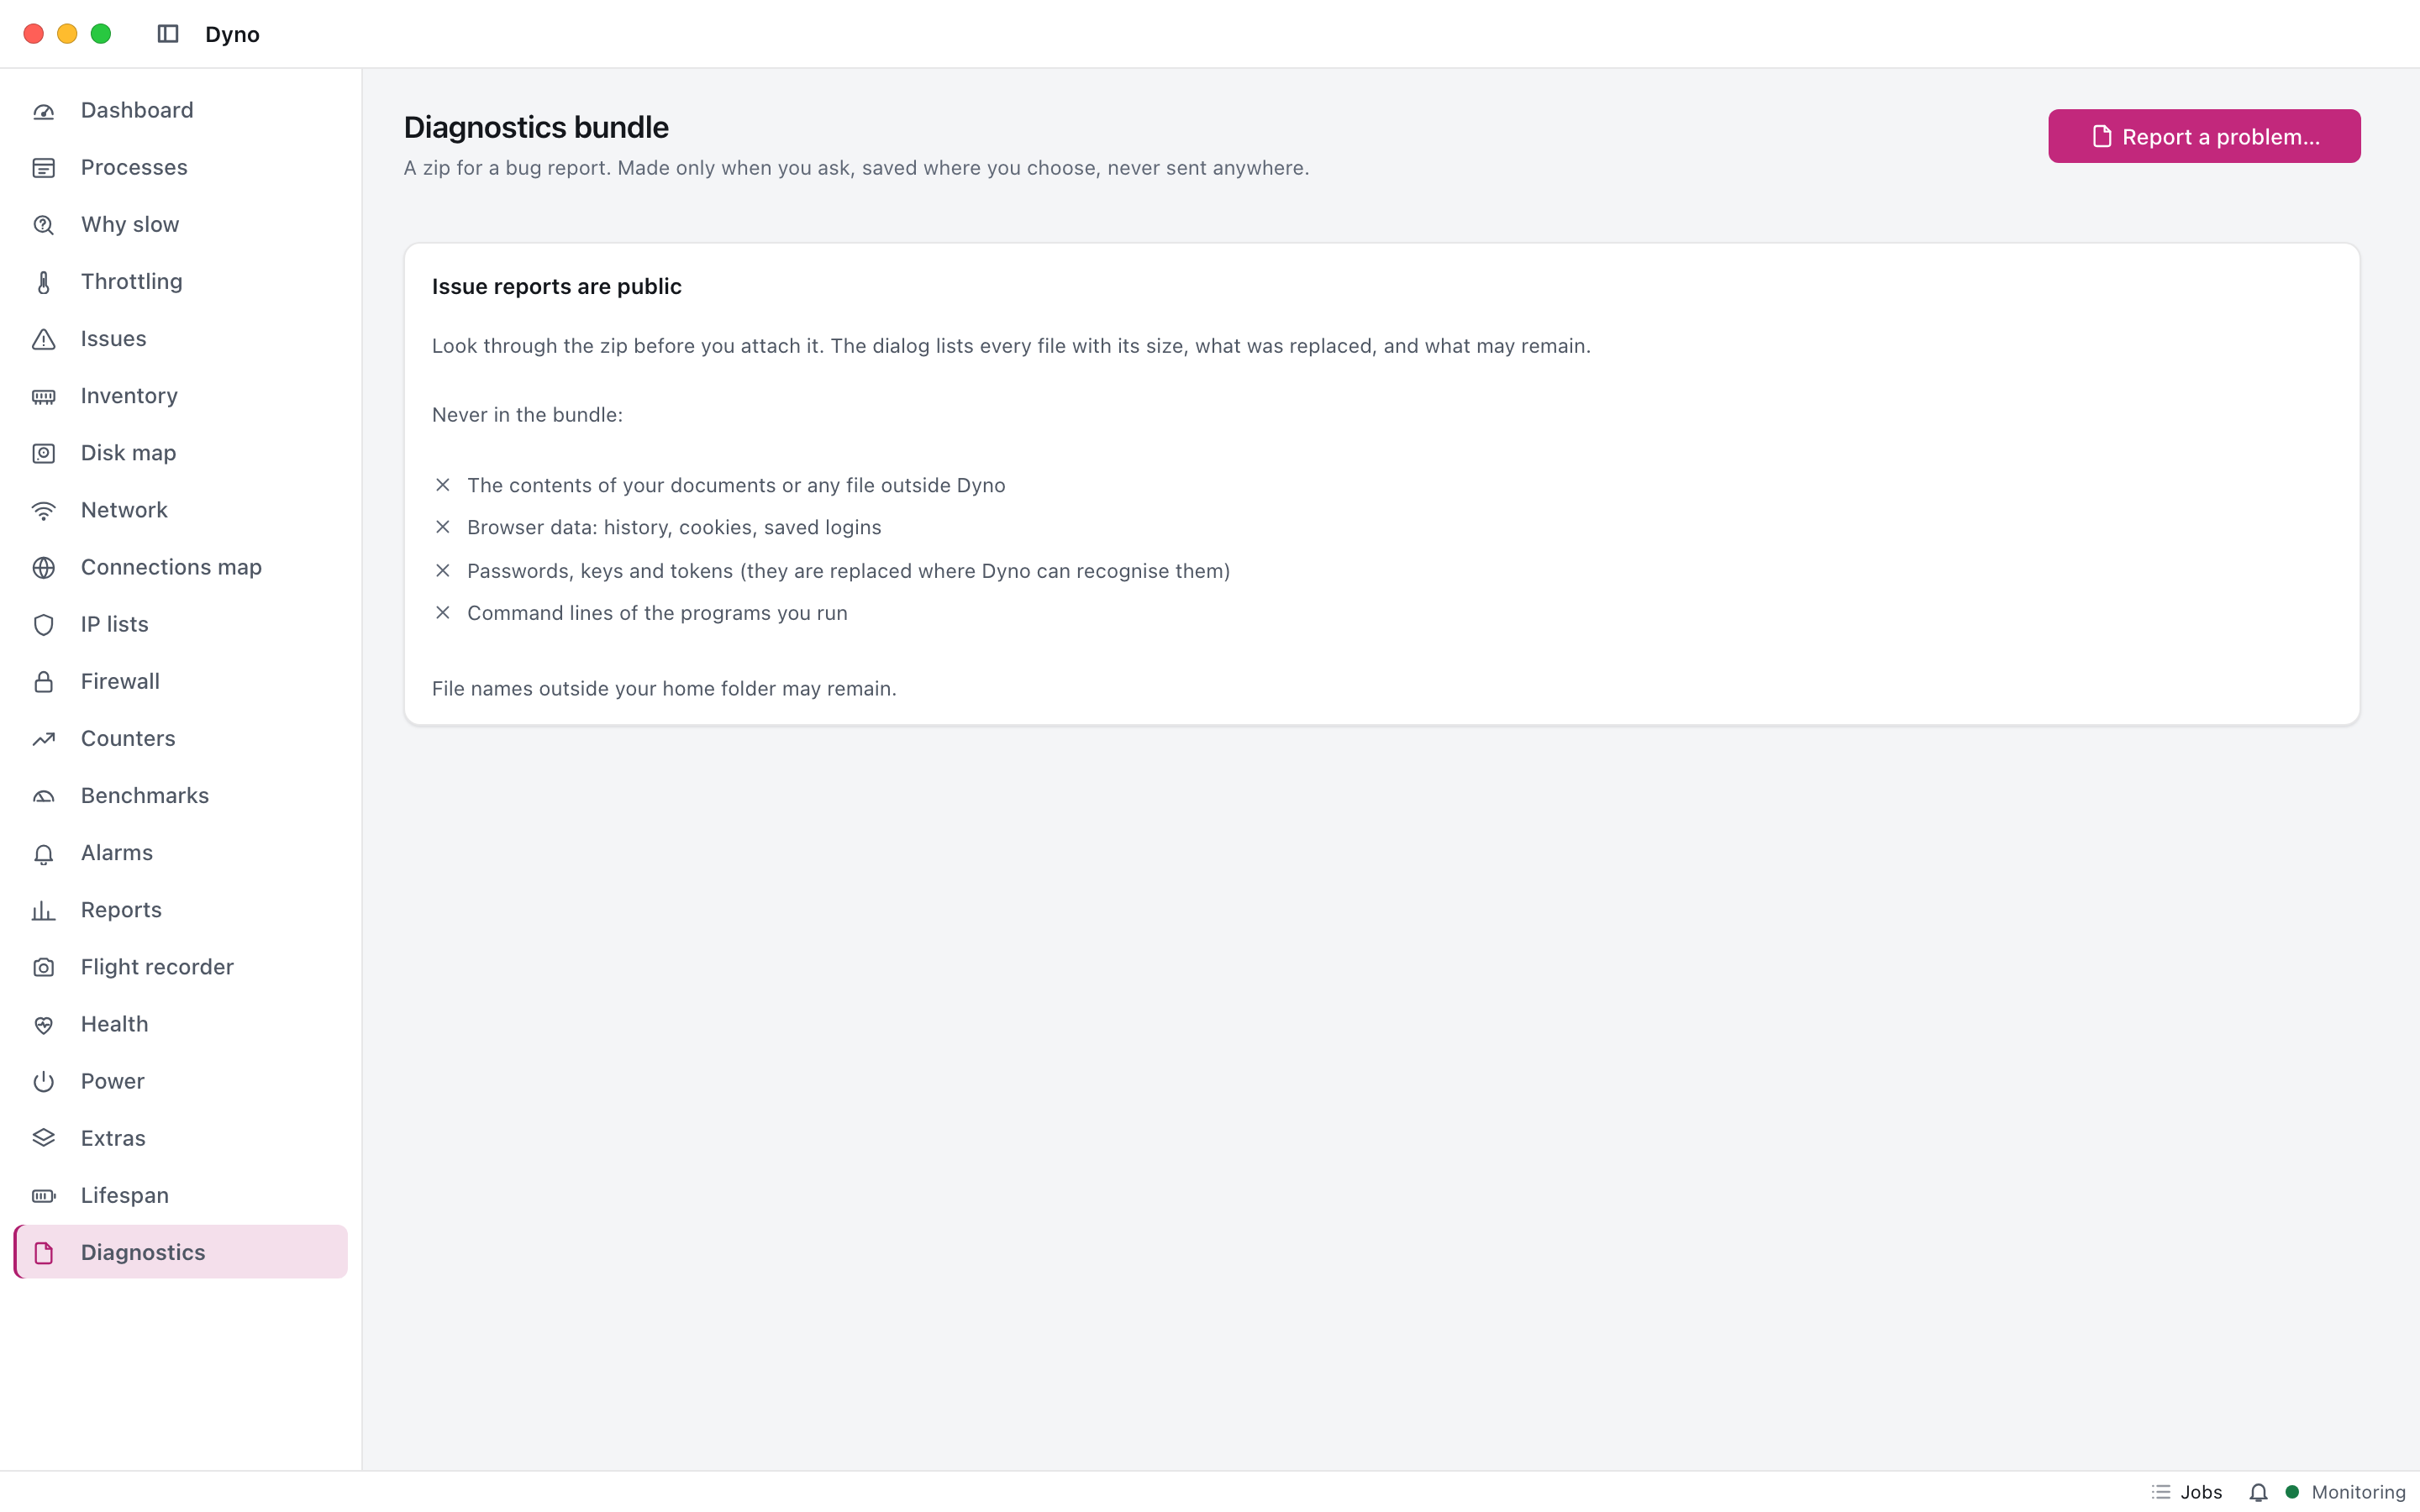 Dyno
Dashboard
Processes
Why slow
Throttling
Issues
Inventory
Disk map
Network
Connections map
IP lists
Firewall
Counters
Benchmarks
Alarms
Reports
Flight recorder
Health
Power
Extras
Lifespan
Diagnostics
Diagnostics bundle
A zip for a bug report. Made only when you ask, saved where you choose, never sent anywhere.
Report a problem...
Issue reports are public
Look through the zip before you attach it. The dialog lists every file with its size, what was replaced, and what may remain.
Never in the bundle:
The contents of your documents or any file outside Dyno
Browser data: history, cookies, saved logins
Passwords, keys and tokens (they are replaced where Dyno can recognise them)
Command lines of the programs you run
File names outside your home folder may remain.
Jobs
Monitoring